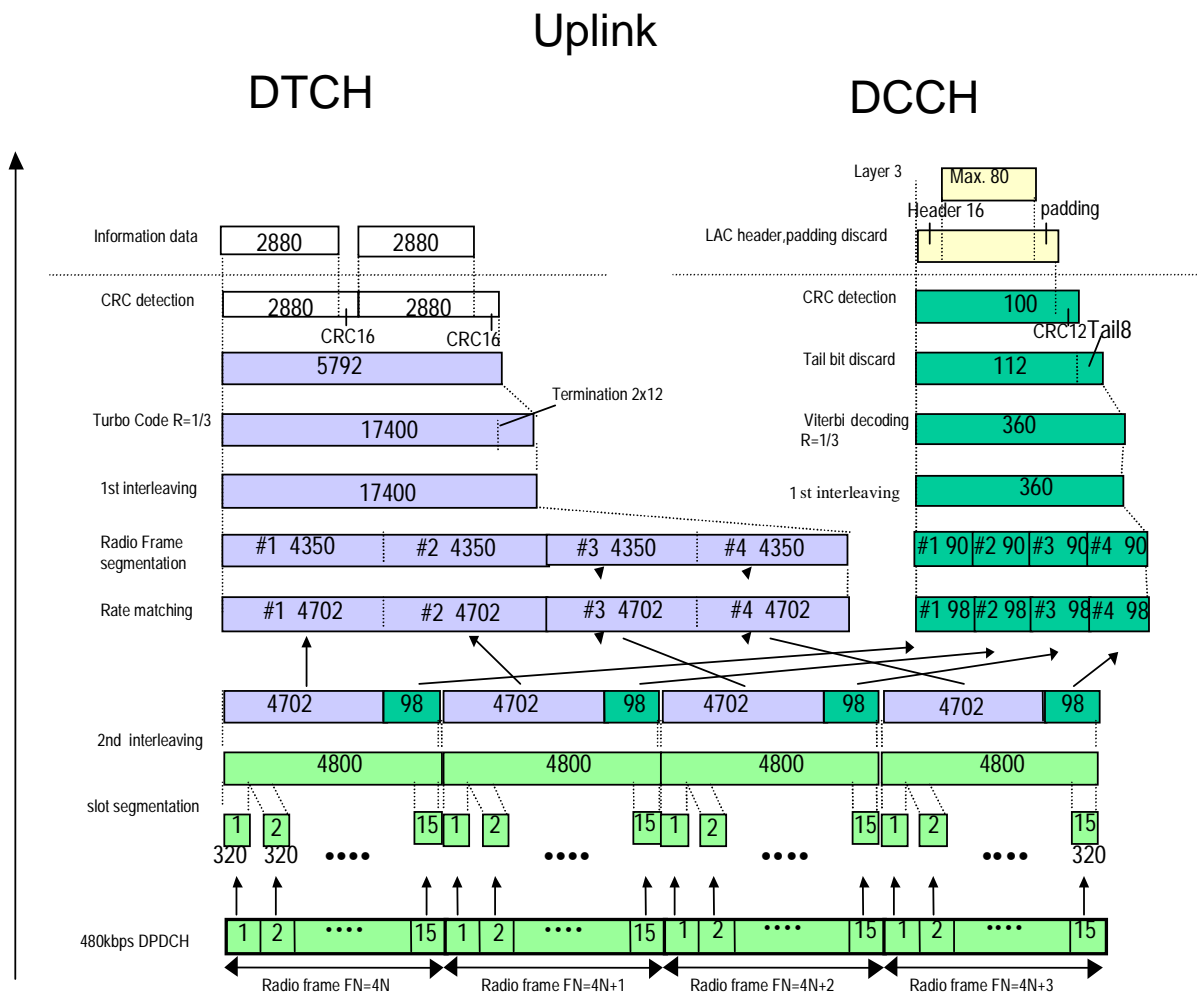 Uplink
DTCH DCCH
Layer 3 Max. 80
Header 16 padding
Information data 2880 2880 LAC header,padding discard
CRC detection 2880 2880 CRC detection 100
CRC16 CRC16 CRC12 Tail8
5792 Tail bit discard 112
Termination 2x12
Turbo Code R=1/3 17400 Viterbi decoding R=1/3 360
1st interleaving 17400 1st interleaving 360
Radio Frame segmentation #1 4350 #2 4350 #3 4350 #4 4350 #1 90 #2 90 #3 90 #4 90
Rate matching #1 4702 #2 4702 #3 4702 #4 4702 #1 98 #2 98 #3 98 #4 98
4702 98 4702 98 4702 98 4702 98
2nd interleaving
4800 4800 4800 4800
slot segmentation
1 2 15 1 2 15 1 2 15 1 2 15
320 320 •••• •••• •••• •••• 320
480kbps DPDCH 1 2 •••• 15 1 2 •••• 15 1 2 •••• 15 1 2 •••• 15
Radio frame FN=4N Radio frame FN=4N+1 Radio frame FN=4N+2 Radio frame FN=4N+3